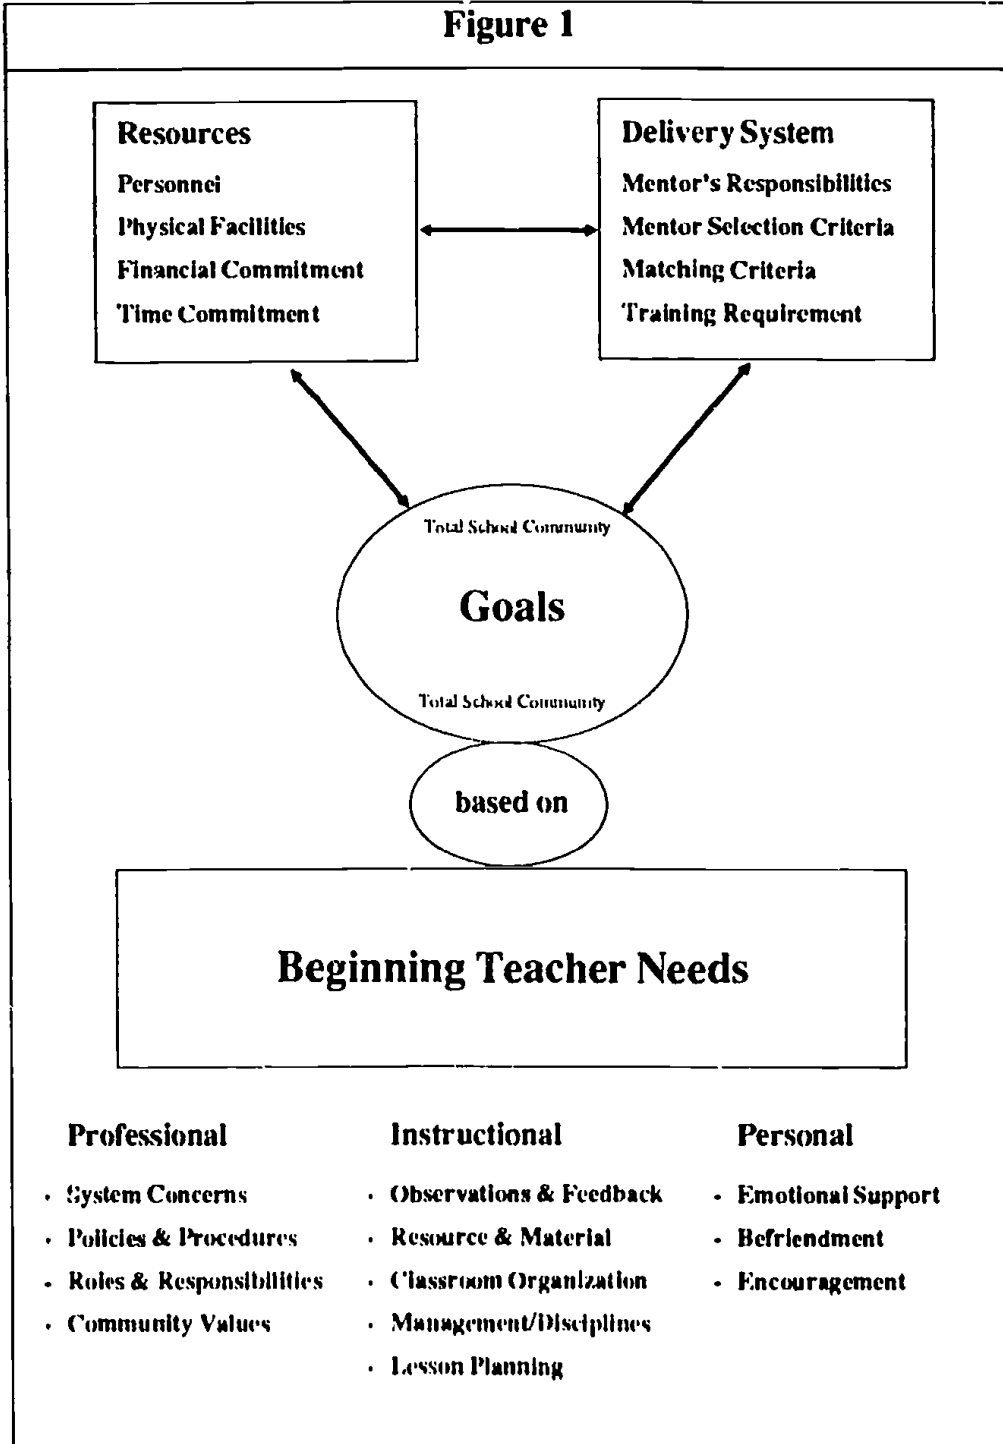 Figure 1
Resources
Personnel
Physical Facilities
Financial Commitment
Time Commitment
Delivery System
Mentor's Responsibilities
Mentor Selection Criteria
Matching Criteria
Training Requirement
Total School Community
Goals
Total School Community
based on
Beginning Teacher Needs
Professional
· System Concerns
· Policies & Procedures
· Roles & Responsibilities
· Community Values
Instructional
· Observations & Feedback
· Resource & Material
· Classroom Organization
· Management/Disciplines
· Lesson Planning
Personal
· Emotional Support
· Befriendment
· Encouragement